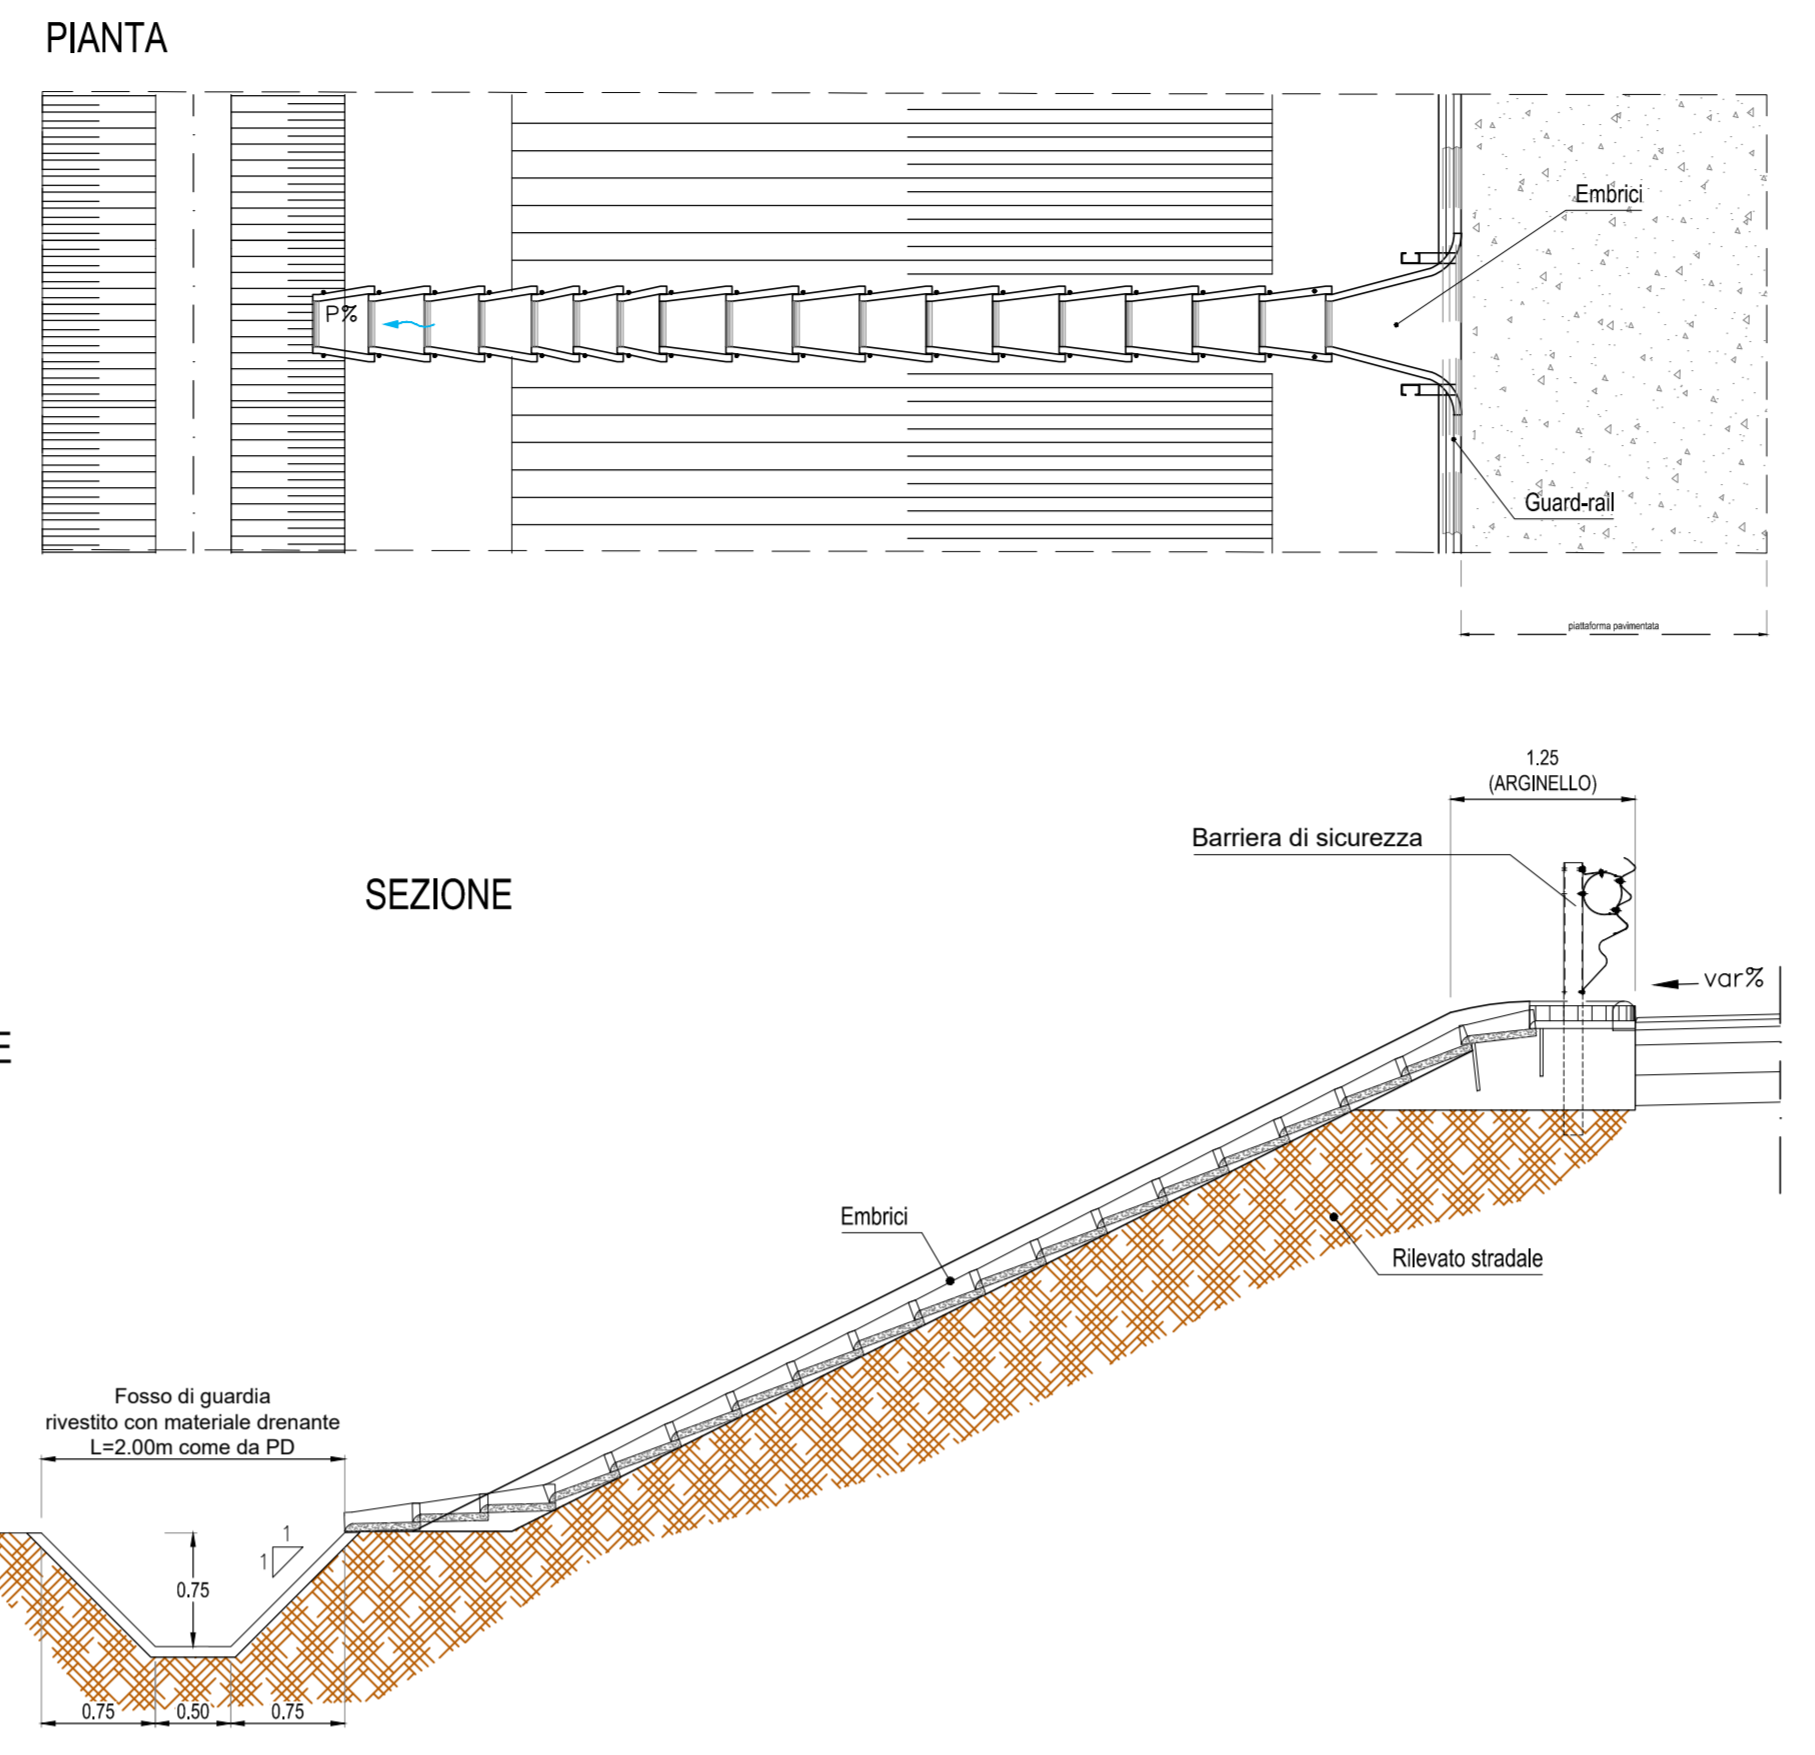 PIANTA
Embrici
P%
Guard-rail
piattaforma pavimentata
1.25
(ARGINELLO)
Barriera di sicurezza
SEZIONE
var%
E
Embrici
Rilevato stradale
Fosso di guardia
rivestito con materiale drenante
L=2.00m come da PD
1
1
0.75
0.75
0.50
0.75